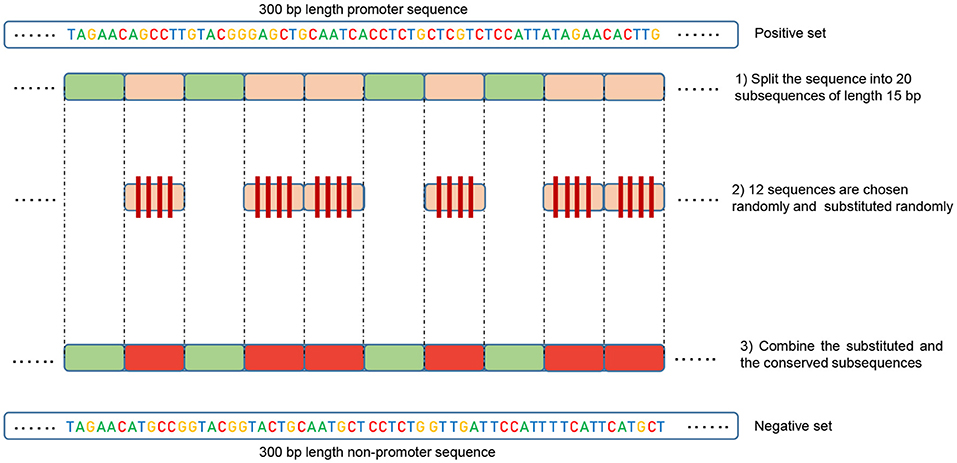 300 bp length promoter sequence
...... TAGAACAGCCTTGTACGGGAGCTGCAATCACCTCTGCTCGTCTCCATTATAGAACACTTG ......
Positive set
1) Split the sequence into 20
subsequences of length 15 bp
2) 12 sequences are chosen
randomly and substituted randomly
3) Combine the substituted and
the conserved subsequences
...... TAGAACATGCCGGTACGGTACTGCAATGCTCCTCTGGTTGATTCCATTTTCATTCATGCT ......
Negative set
300 bp length non-promoter sequence